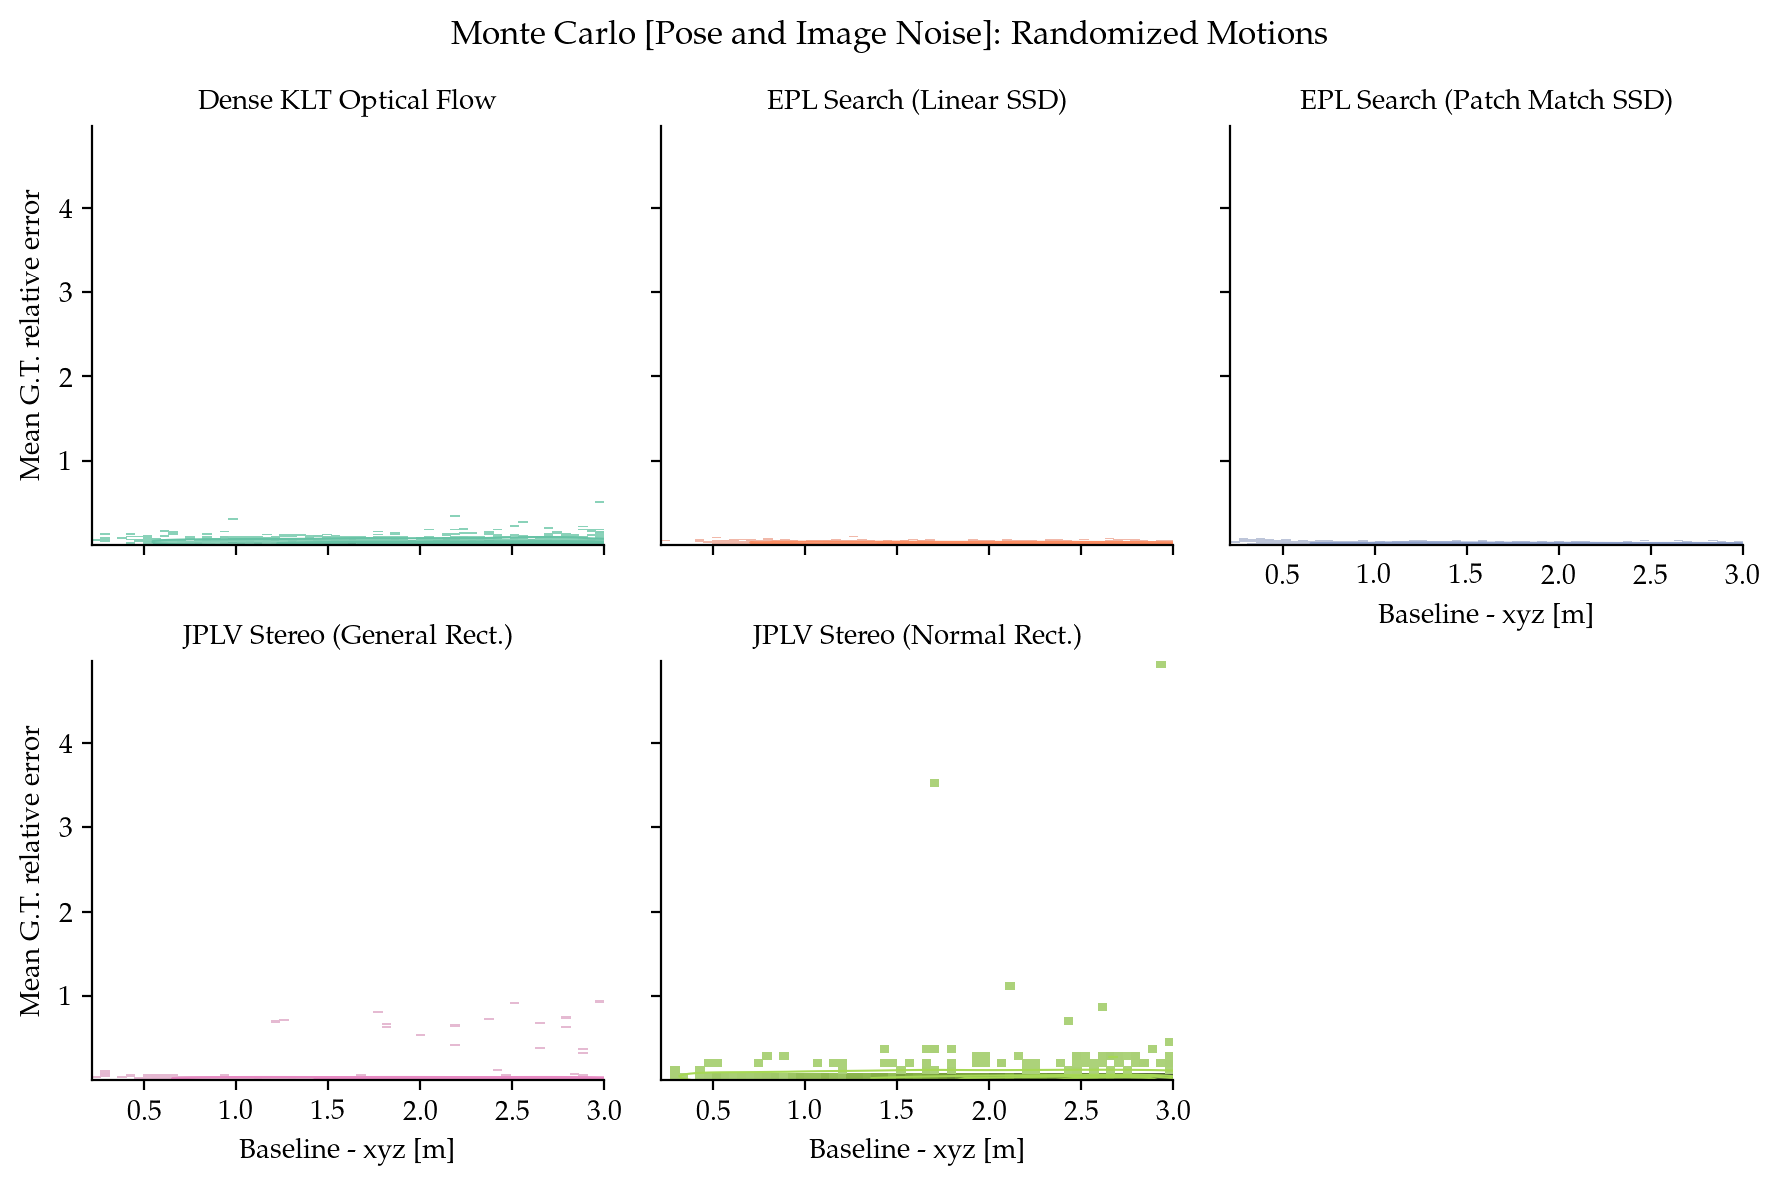 Monte Carlo [Pose and Image Noise]: Randomized Motions
Dense KLT Optical Flow
EPL Search (Linear SSD)
EPL Search (Patch Match SSD)
Mean G.T. relative error
4
3
2
1
0.5 1.0 1.5 2.0 2.5 3.0
Baseline - xyz [m]
JPLV Stereo (General Rect.)
JPLV Stereo (Normal Rect.)
Mean G.T. relative error
4
3
2
1
0.5 1.0 1.5 2.0 2.5 3.0
Baseline - xyz [m]
0.5 1.0 1.5 2.0 2.5 3.0
Baseline - xyz [m]